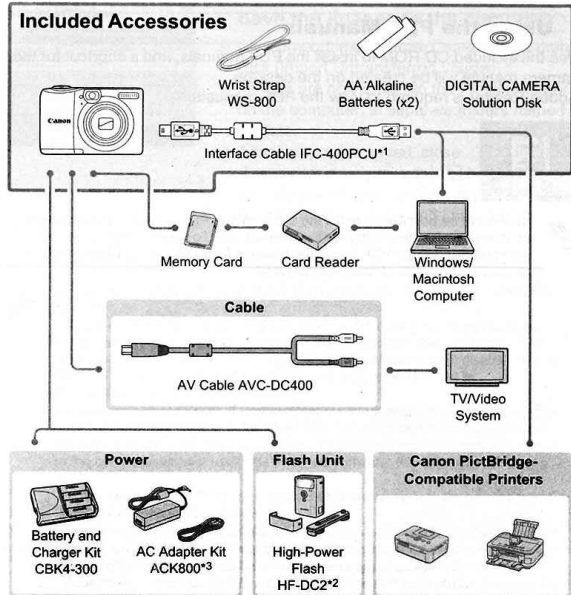 Included Accessories
Wrist Strap
WS-800
AA Alkaline
Batteries (x2)
DIGITAL CAMERA
Solution Disk
Canon
Interface Cable IFC-400PCU*1
Memory Card
Card Reader
Windows/
Macintosh
Computer
Cable
AV Cable AVC-DC400
TV/Video
System
Power
Battery and
Charger Kit
CBK4-300
AC Adapter Kit
ACK800*3
Flash Unit
High-Power
Flash
HF-DC2*2
Canon PictBridge-
Compatible Printers